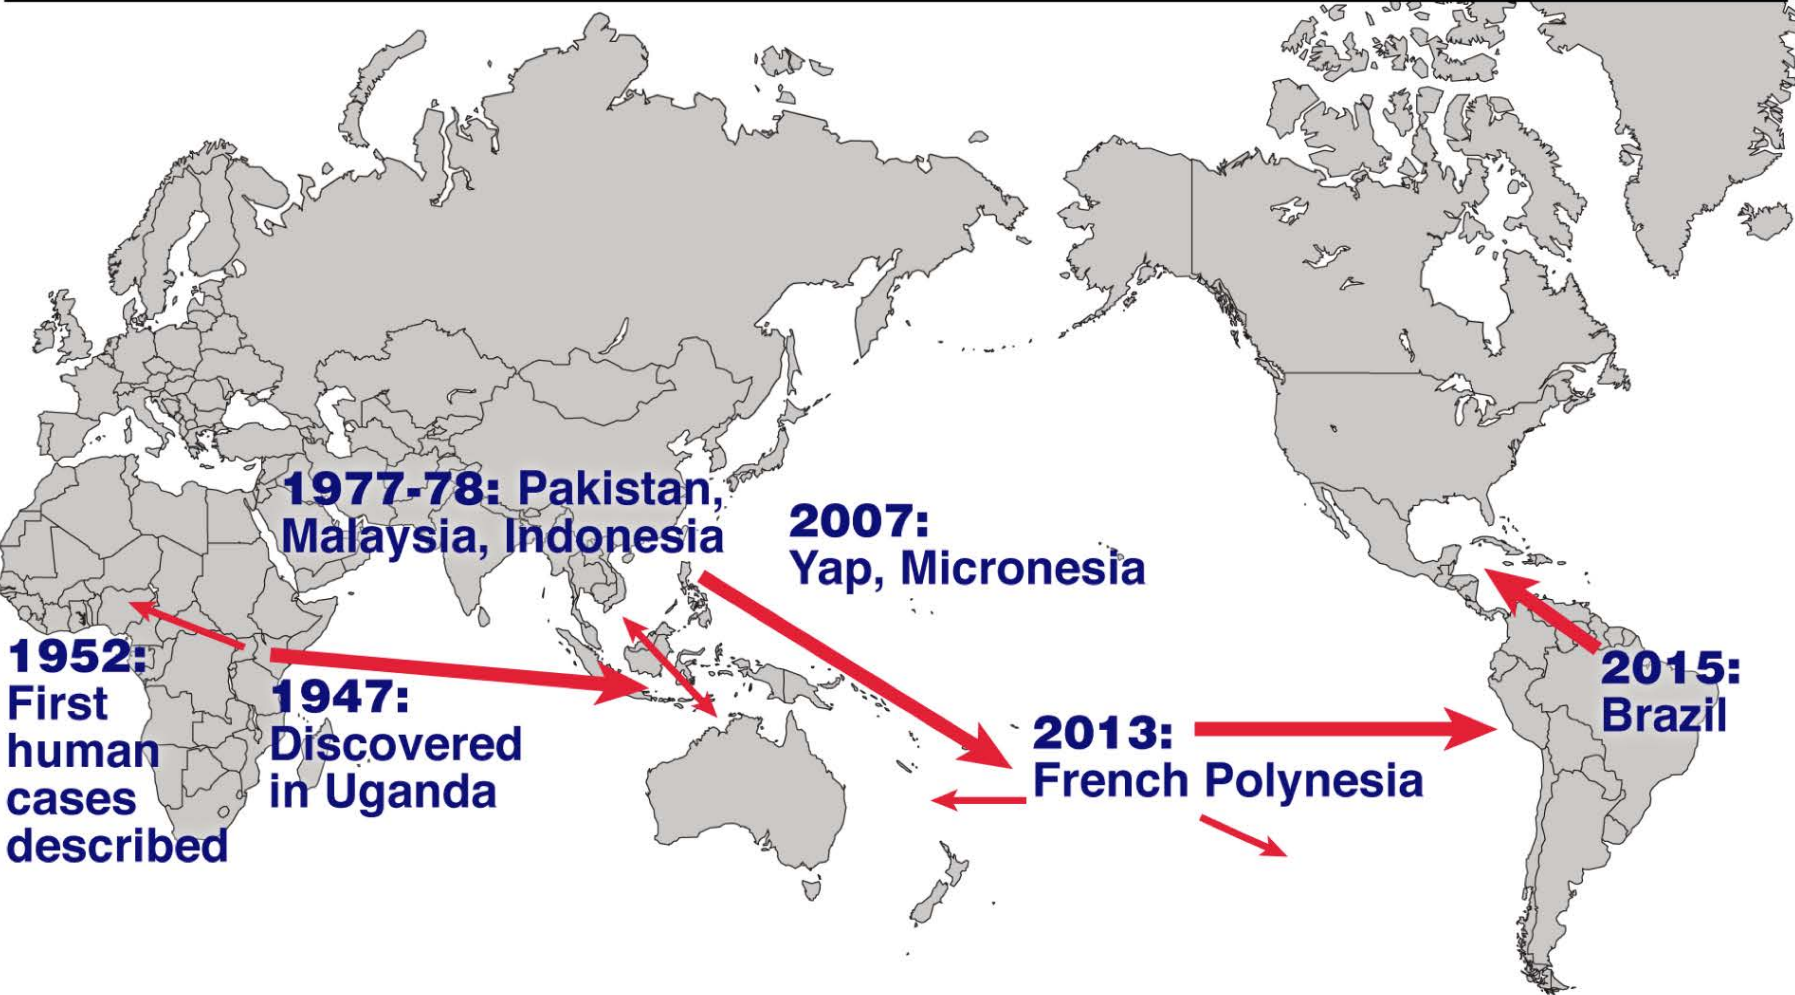 1977-78: Pakistan,
Malaysia, Indonesia
2007:
Yap, Micronesia
1952:
First
human
cases
described
1947:
Discovered
in Uganda
2013:
French Polynesia
2015:
Brazil